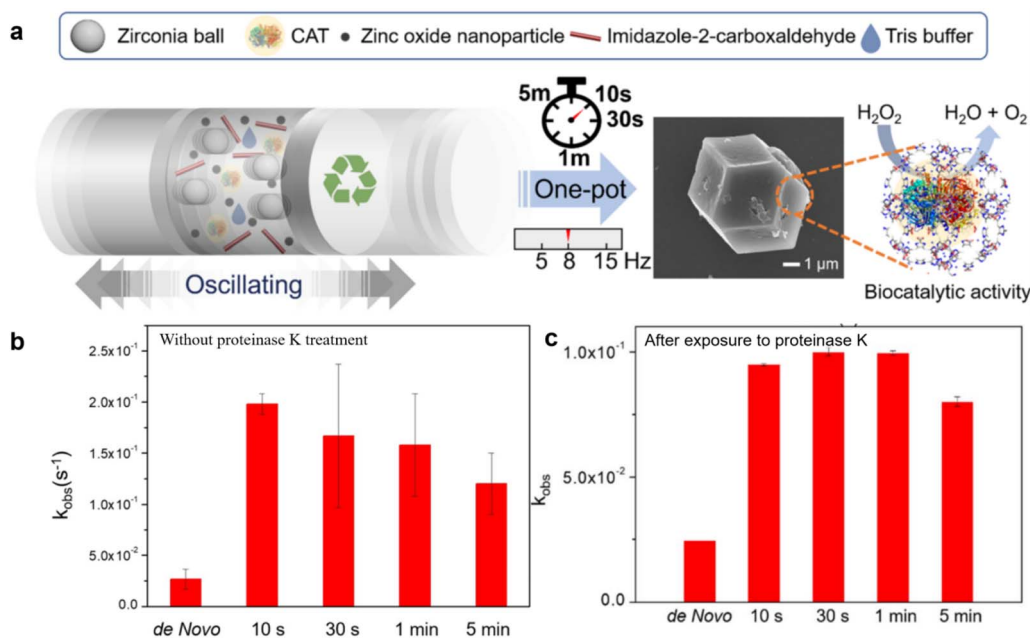 a
Zirconia ball CAT Zinc oxide nanoparticle Imidazole-2-carboxaldehyde Tris buffer
5m 10s
30s
1m
One-pot
5 8 15 Hz
Oscillating
1 μm
H₂O₂ H₂O + O₂
Biocatalytic activity
b
Without proteinase K treatment
2.5x10⁻¹
2.0x10⁻¹
1.5x10⁻¹
1.0x10⁻¹
5.0x10⁻²
0.0
k_obs(s⁻¹)
de Novo 10 s 30 s 1 min 5 min
c
After exposure to proteinase K
1.0x10⁻¹
5.0x10⁻²
0.0
k_obs
de Novo 10 s 30 s 1 min 5 min